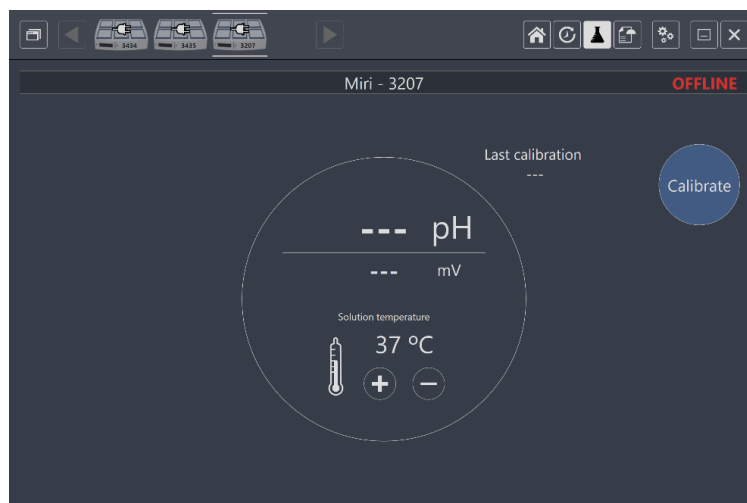 3434 3435 3207
Miri - 3207 OFFLINE
Last calibration
---
Calibrate
--- pH
--- mV
Solution temperature
37 ºC
+ −